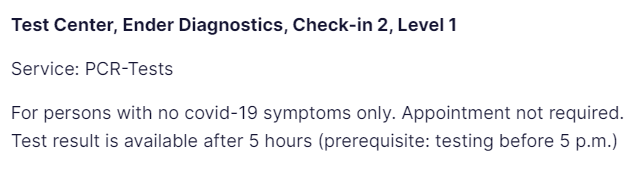 Test Center, Ender Diagnostics, Check-in 2, Level 1
Service: PCR-Tests
For persons with no covid-19 symptoms only. Appointment not required.
Test result is available after 5 hours (prerequisite: testing before 5 p.m.)